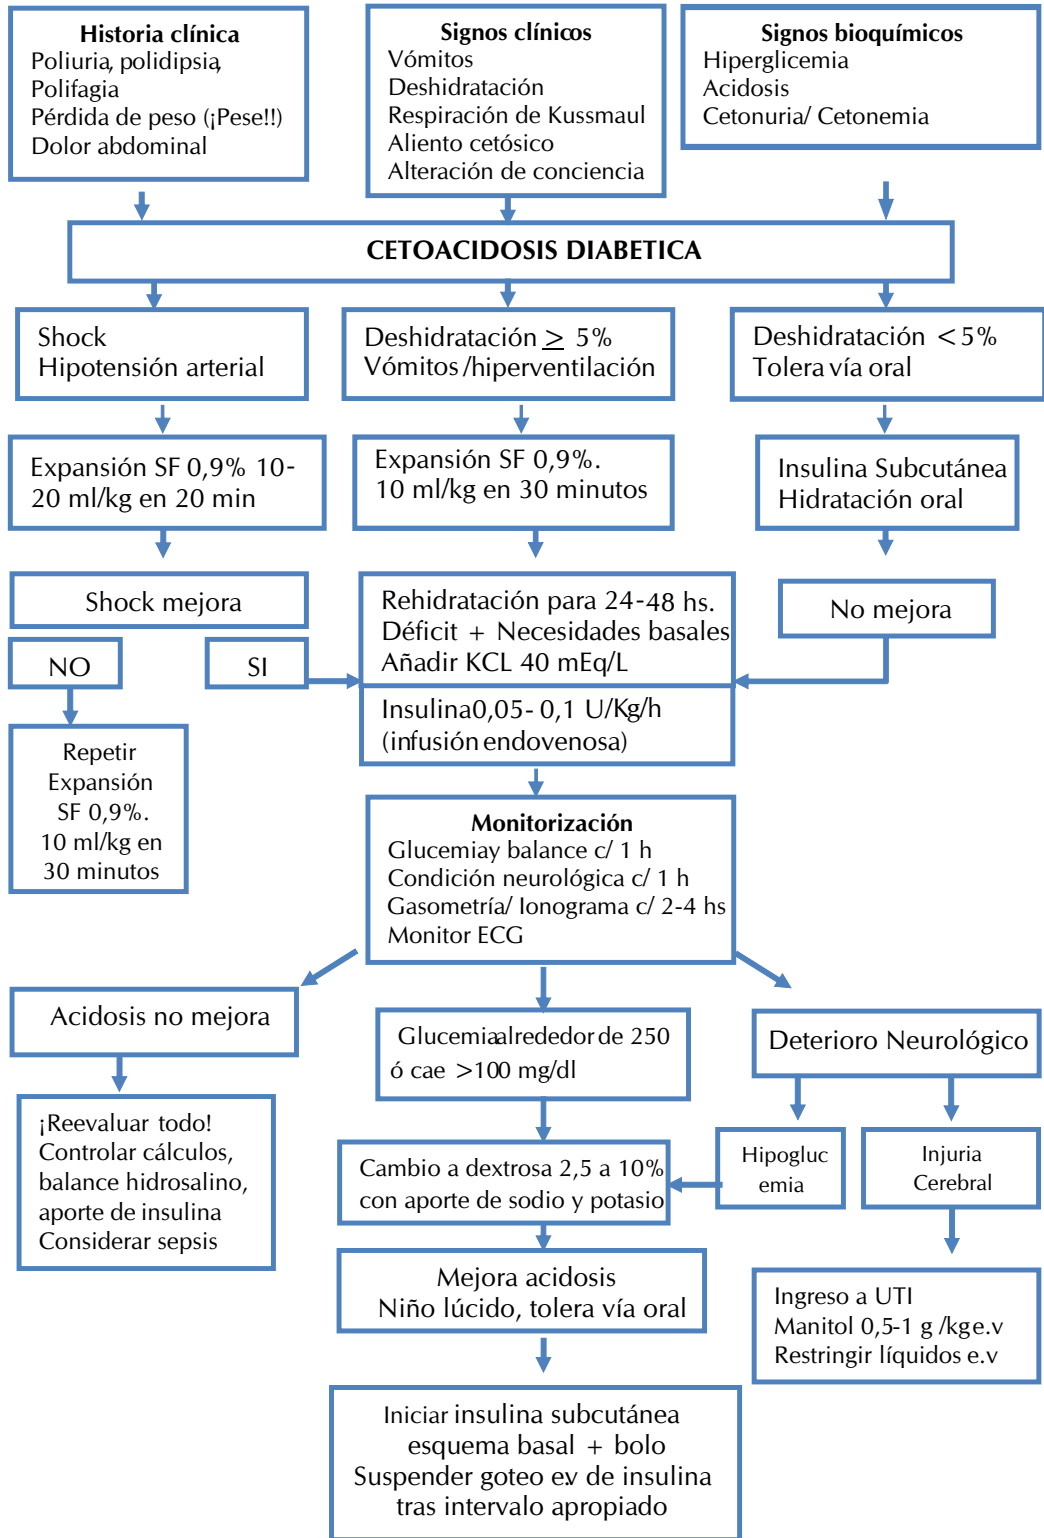 Historia clínica
Poliuria, polidipsia,
Polifagia
Pérdida de peso (¡Pese!!)
Dolor abdominal
Signos clínicos
Vómitos
Deshidratación
Respiración de Kussmaul
Aliento cetósico
Alteración de conciencia
Signos bioquímicos
Hiperglicemia
Acidosis
Cetonuria/ Cetonemia
CETOACIDOSIS DIABETICA
Shock
Hipotensión arterial
Deshidratación ≥ 5%
Vómitos/hiperventilación
Deshidratación <5%
Tolera vía oral
Expansión SF 0,9% 10-
20 ml/kg en 20 min
Expansión SF 0,9%.
10 ml/kg en 30 minutos
Insulina Subcutánea
Hidratación oral
Shock mejora
NO
SI
Rehidratación para 24-48 hs.
Déficit + Necesidades basales
Añadir KCL 40 mEq/L
No mejora
Insulina0,05- 0,1 U/Kg/h
(infusión endovenosa)
Repetir
Expansión
SF 0,9%.
10 ml/kg en
30 minutos
Monitorización
Glucemiay balance c/ 1 h
Condición neurológica c/ 1 h
Gasometría/ Ionograma c/ 2-4 hs
Monitor ECG
Acidosis no mejora
Glucemiaalrededor de 250
ó cae >100 mg/dl
Deterioro Neurológico
¡Reevaluar todo!
Controlar cálculos,
balance hidrosalino,
aporte de insulina
Considerar sepsis
Cambio a dextrosa 2,5 a 10%
con aporte de sodio y potasio
Hipogluc
emia
Injuria
Cerebral
Mejora acidosis
Niño lúcido, tolera vía oral
Ingreso a UTI
Manitol 0,5-1 g /kg e.v
Restringir líquidos e.v
Iniciar insulina subcutánea
esquema basal + bolo
Suspender goteo e.v de insulina
tras intervalo apropiado